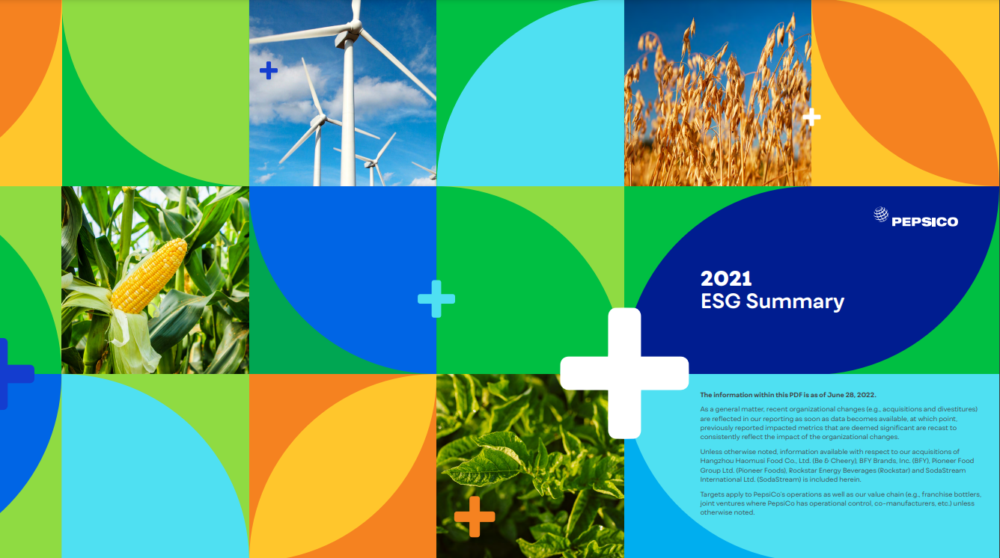 PEPSICO
2021
ESG Summary
The information within this PDF is as of June 28, 2022.
As a general matter, recent organizational changes (e.g., acquisitions and divestitures)
are reflected in our reporting as soon as data becomes available, at which point,
previously reported impacted metrics that are deemed significant are recast to
consistently reflect the impact of the organizational changes.
Unless otherwise noted, information available with respect to our acquisitions of
Hangzhou Haomusi Food Co., Ltd. (Be & Cheery), BFY Brands, Inc. (BFY), Pioneer Food
Group Ltd. (Pioneer Foods), Rockstar Energy Beverages (Rockstar) and SodaStream
International Ltd. (SodaStream) is included herein.
Targets apply to PepsiCo's operations as well as our value chain (e.g., franchise bottlers,
joint ventures where PepsiCo has operational control, co-manufacturers, etc.) unless
otherwise noted.